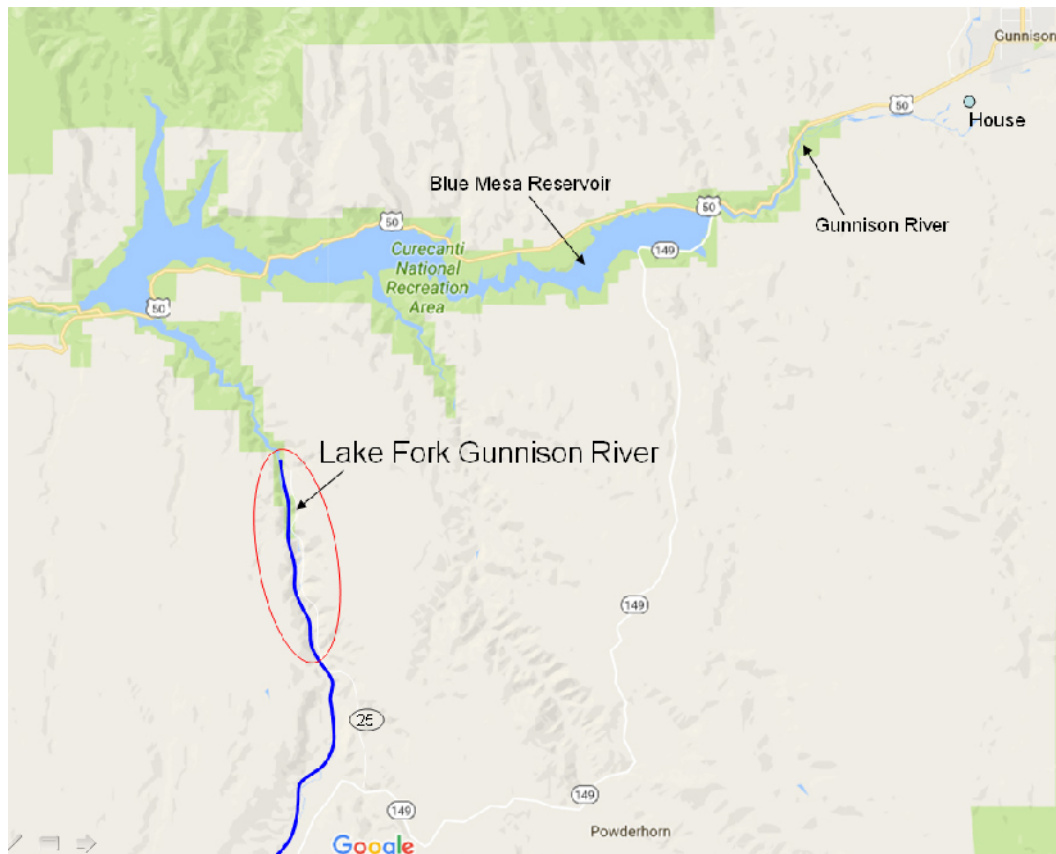 Gunnison
50
House
Blue Mesa Reservoir
50
Gunnison River
50
149
Curecanti
National
Recreation
Area
50
Lake Fork Gunnison River
149
25
149
149
Powderhorn
Google